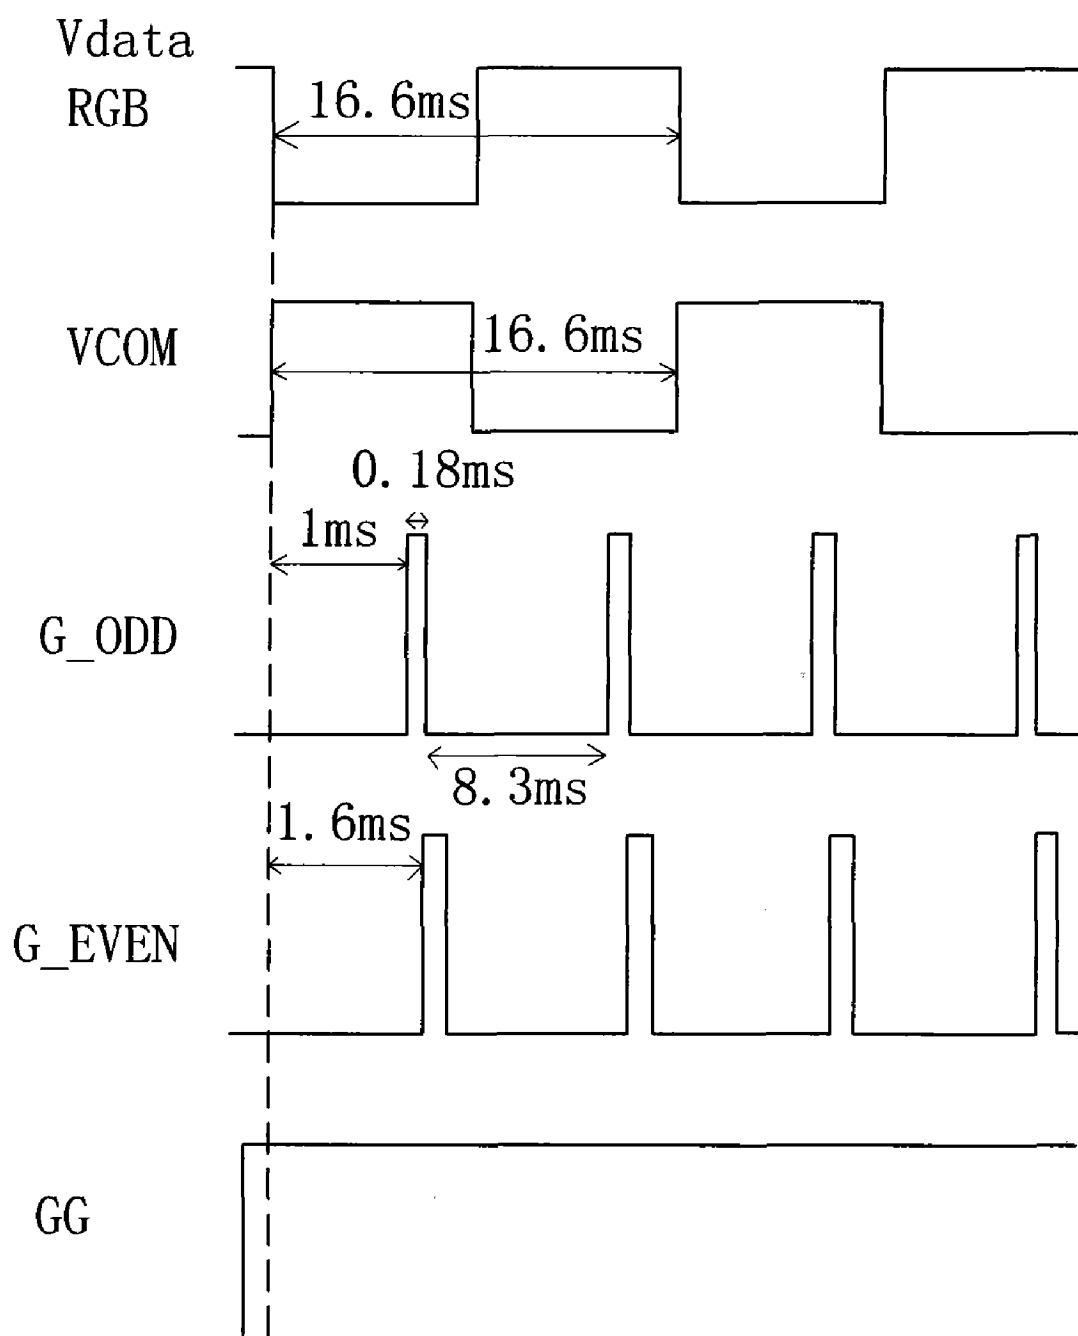 Vdata
RGB
16.6ms
VCOM
16.6ms
0.18ms
1ms
G_ODD
8.3ms
1.6ms
G_EVEN
GG